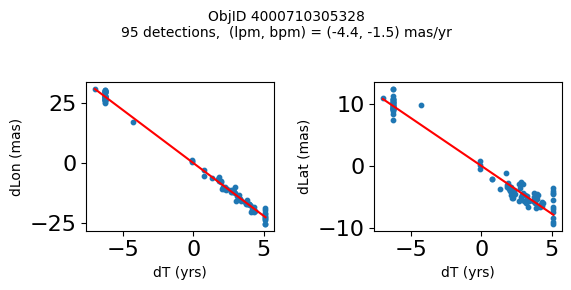 ObjID 4000710305328
95 detections,  (lpm, bpm) = (-4.4, -1.5) mas/yr
dLon (mas)
25
0
−25
−5
0
5
dT (yrs)
dLat (mas)
10
0
−10
−5
0
5
dT (yrs)